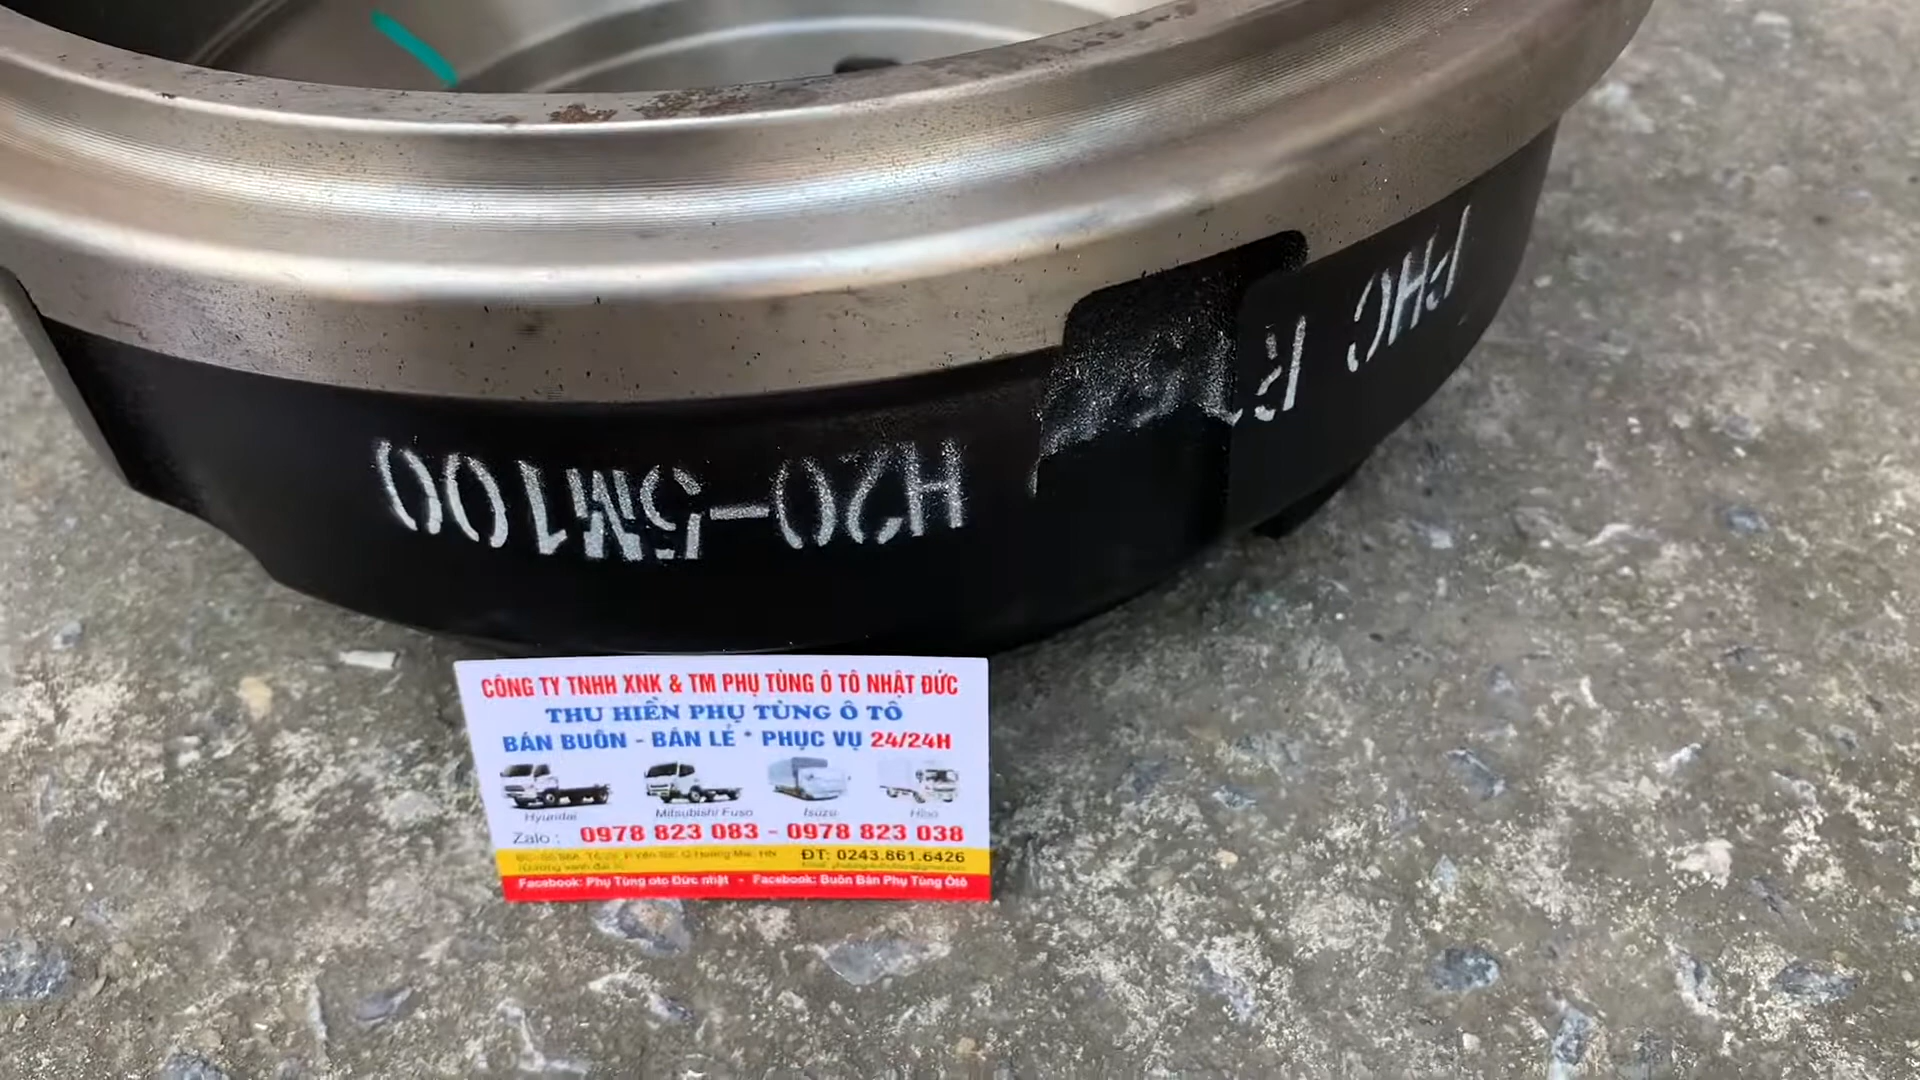 H20-5M100
FHC
CÔNG TY TNHH XNK & TM PHỤ TÙNG Ô TÔ NHẬT ĐỨC
THU HIỀN PHỤ TÙNG Ô TÔ
BÁN BUÔN - BÁN LẺ * PHỤC VỤ 24/24H
Hyundai Mitsubishi Fuso Isuzu Hino
Zalo : 0978 823 083 - 0978 823 038
ĐT: 0243.861.6426
Facebook: Phụ Tùng oto Đức nhật - Facebook: Buôn Bán Phụ Tùng Ôtô